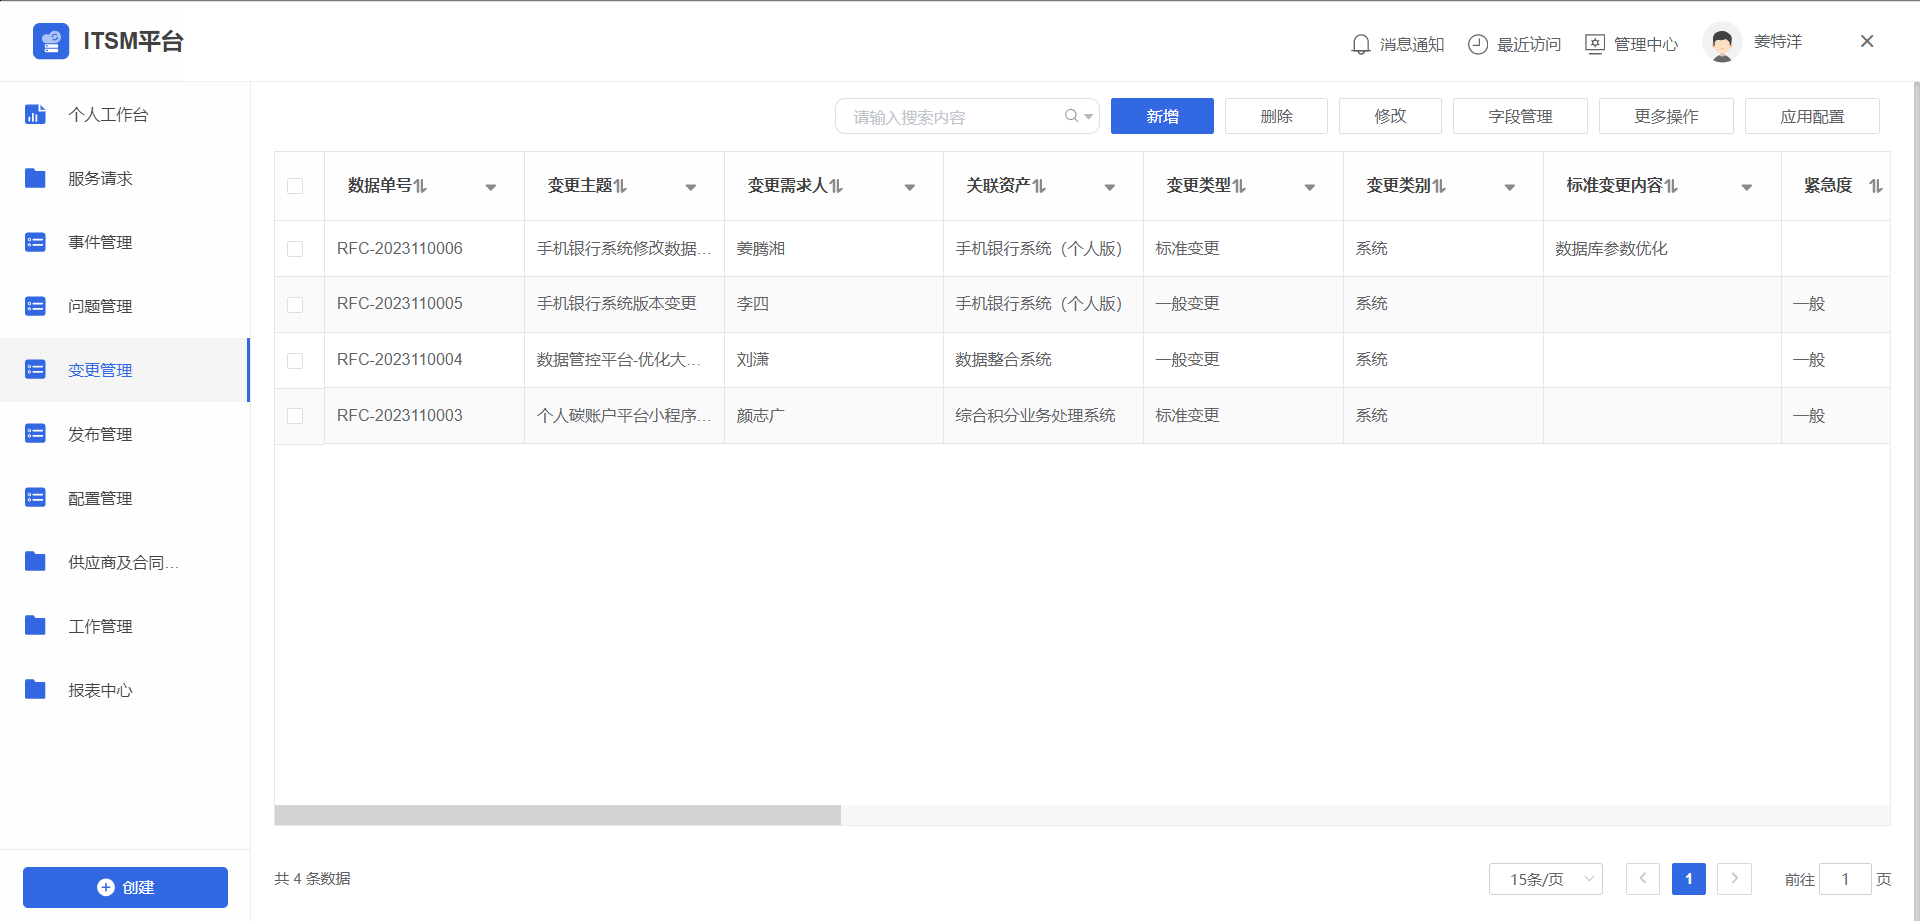 ITSM平台
消息通知 最近访问 管理中心 姜特洋
个人工作台
服务请求
事件管理
问题管理
变更管理
发布管理
配置管理
供应商及合同...
工作管理
报表中心
创建
请输入搜索内容 新增 删除 修改 字段管理 更多操作 应用配置
数据单号 变更主题 变更需求人 关联资产 变更类型 变更类别 标准变更内容 紧急度
RFC-2023110006 手机银行系统修改数据... 姜腾湘 手机银行系统（个人版） 标准变更 系统 数据库参数优化
RFC-2023110005 手机银行系统版本变更 李四 手机银行系统（个人版） 一般变更 系统 一般
RFC-2023110004 数据管控平台-优化大... 刘潇 数据整合系统 一般变更 系统 一般
RFC-2023110003 个人碳账户平台小程序... 颜志广 综合积分业务处理系统 标准变更 系统 一般
共 4 条数据 15条/页 1 前往 1 页